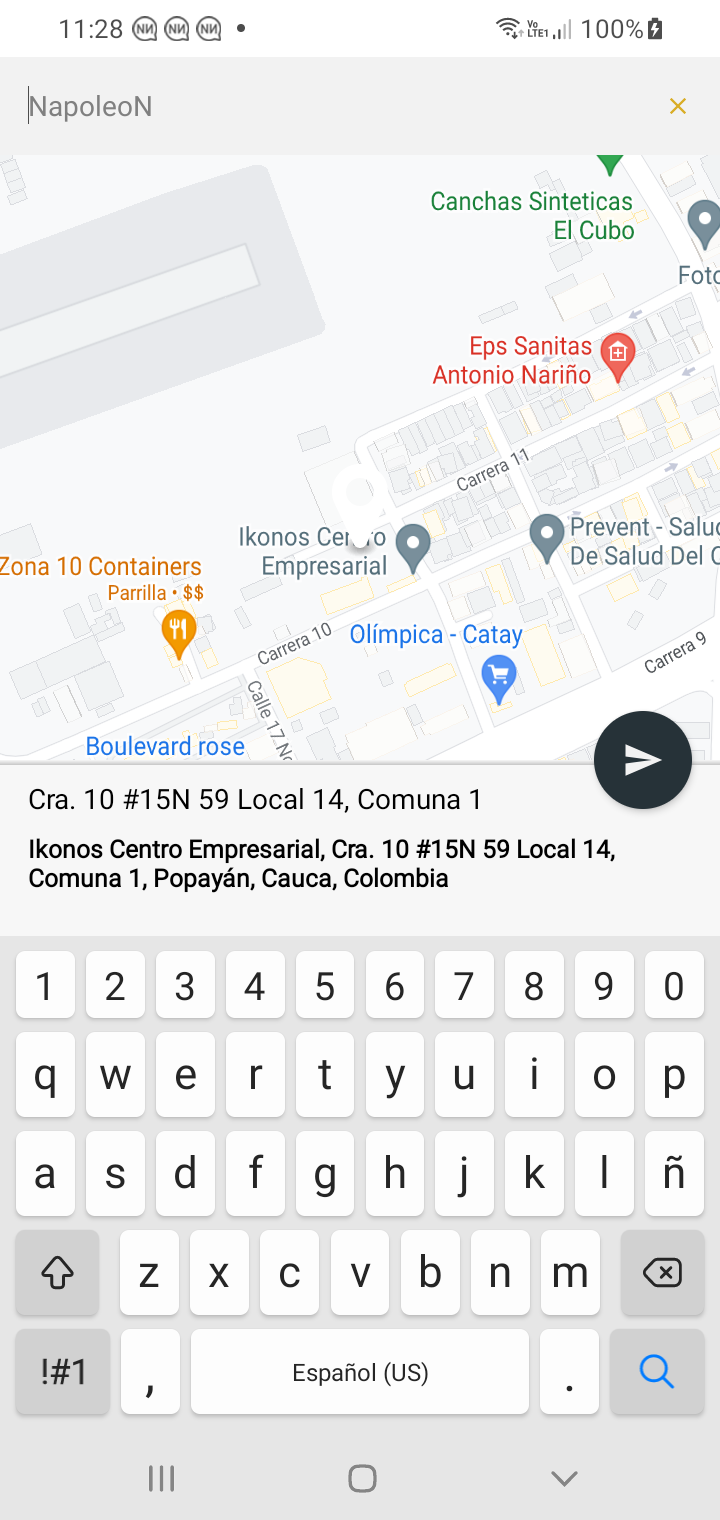 11:28
Vo
LTE1
100%
NapoleoN
Canchas Sinteticas
El Cubo
Foto
Eps Sanitas
Antonio Nariño
Carrera 11
Ikonos Centro
Empresarial
Prevent - Salud
De Salud Del C
Zona 10 Containers
Parrilla • $$
Olímpica - Catay
Carrera 10
Carrera 9
Calle 17 No
Boulevard rose
Cra. 10 #15N 59 Local 14, Comuna 1
Ikonos Centro Empresarial, Cra. 10 #15N 59 Local 14,
Comuna 1, Popayán, Cauca, Colombia
1 2 3 4 5 6 7 8 9 0
q w e r t y u i o p
a s d f g h j k l ñ
z x c v b n m
!#1 , Español (US) .